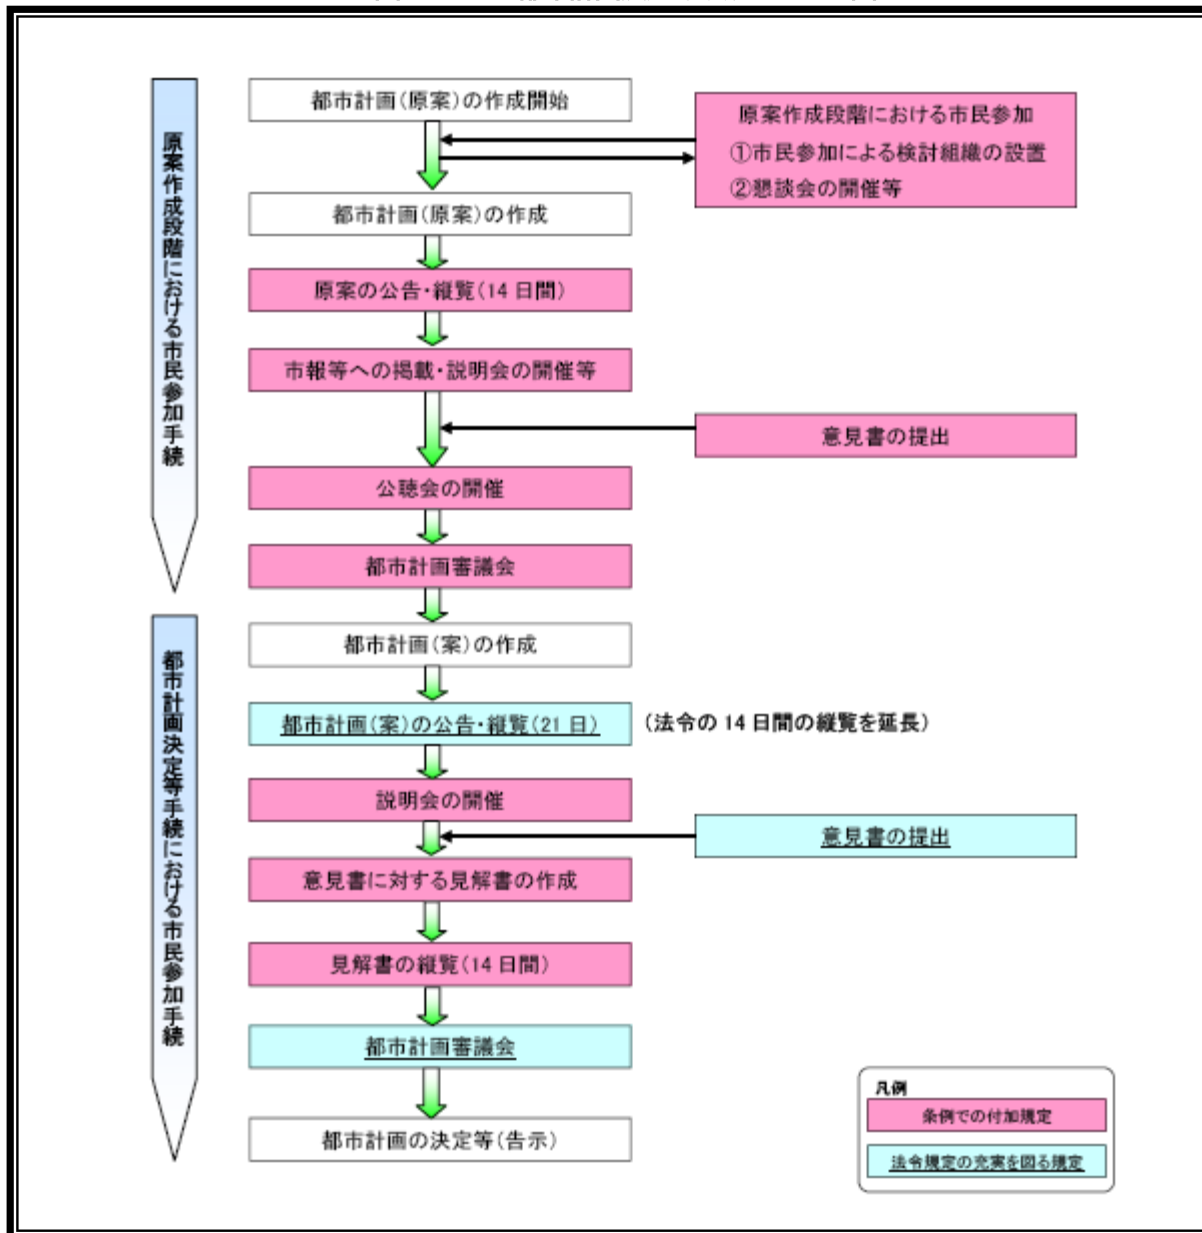 原案作成段階における市民参加手続
都市計画(原案)の作成開始
原案作成段階における市民参加
①市民参加による検討組織の設置
②懇談会の開催等
都市計画(原案)の作成
原案の公告・縦覧(14日間)
市報等への掲載・説明会の開催等
意見書の提出
公聴会の開催
都市計画審議会
都市計画決定等手続における市民参加手続
都市計画(案)の作成
都市計画(案)の公告・縦覧(21日)
(法令の14日間の縦覧を延長)
説明会の開催
意見書の提出
意見書に対する見解書の作成
見解書の縦覧(14日間)
都市計画審議会
都市計画の決定等(告示)
凡例
条例での付加規定
法令規定の充実を図る規定